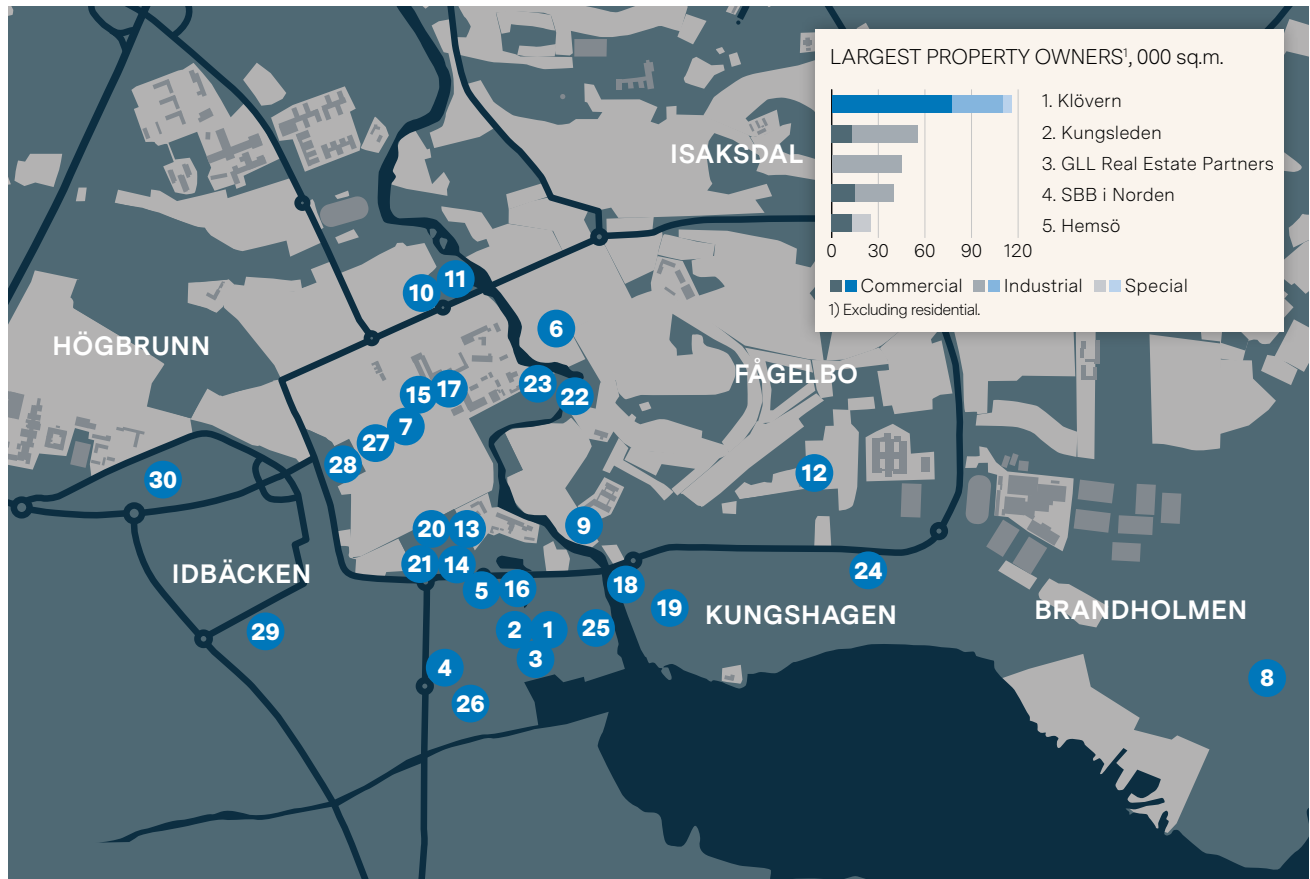 LARGEST PROPERTY OWNERS¹, 000 sq.m.
1. Klövern
2. Kungsleden
3. GLL Real Estate Partners
4. SBB i Norden
5. Hemsö
0 30 60 90 120
Commercial Industrial Special
1) Excluding residential.
ISAKSDAL
11
10
6
HÖGBRUNN
FÅGELBO
23
17
15
22
7
27
28
12
30
9
20 13
21 14
24
IDBÄCKEN
18
16
5
19
KUNGSHAGEN
BRANDHOLMEN
29
2 1 25
3
4
8
26